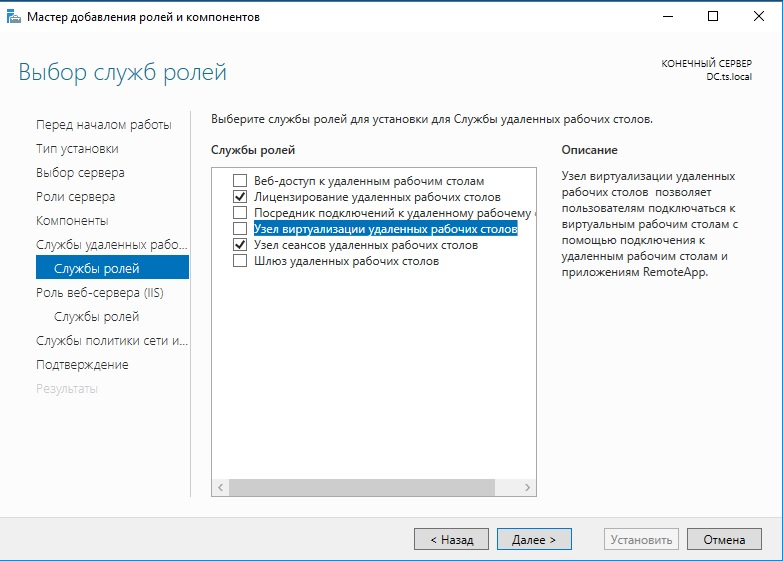 Мастер добавления ролей и компонентов
Выбор служб ролей
КОНЕЧНЫЙ СЕРВЕР
DC.ts.local
Перед началом работы
Тип установки
Выбор сервера
Роли сервера
Компоненты
Службы удаленных рабо...
Службы ролей
Роль веб-сервера (IIS)
Службы ролей
Службы политики сети и...
Подтверждение
Результаты
Выберите службы ролей для установки для Службы удаленных рабочих столов.
Службы ролей
Веб-доступ к удаленным рабочим столам
Лицензирование удаленных рабочих столов
Посредник подключений к удаленному рабочему
Узел виртуализации удаленных рабочих столов
Узел сеансов удаленных рабочих столов
Шлюз удаленных рабочих столов
Описание
Узел виртуализации удаленных
рабочих столов позволяет
пользователям подключаться к
виртуальным рабочим столам с
помощью подключения к
удаленным рабочим столам и
приложениям RemoteApp.
< Назад
Далее >
Установить
Отмена